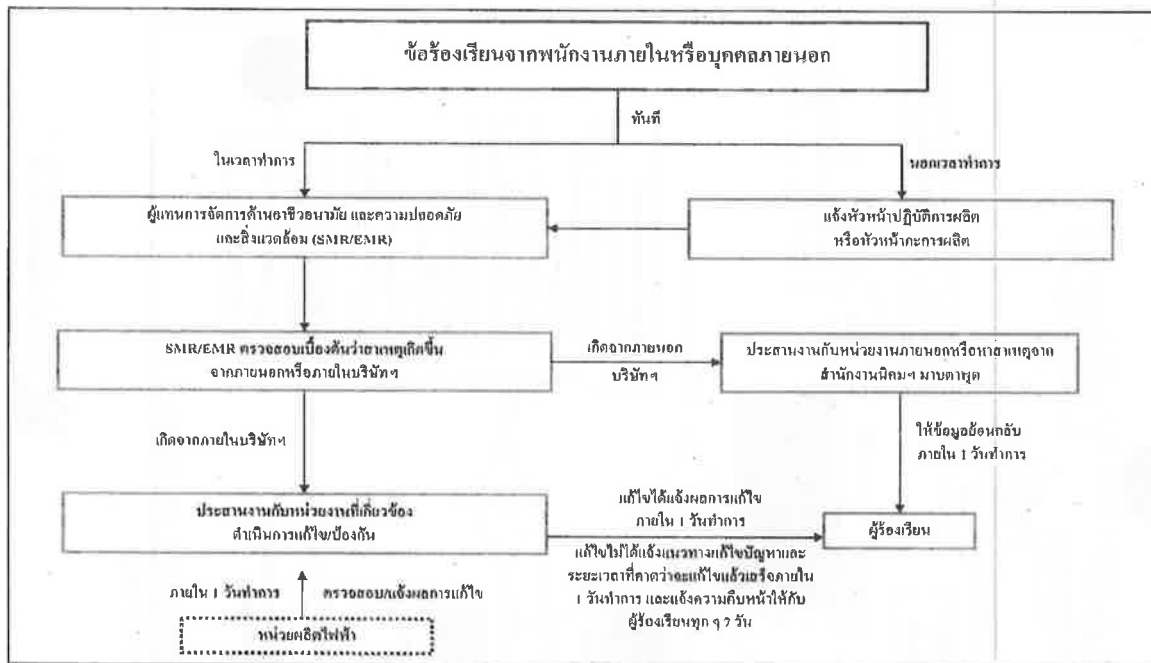 ข้อร้องเรียนจากพนักงานภายในหรือบุคคลภายนอก
ทันที
ในเวลาทำการ
นอกเวลาทำการ
ผู้แทนการจัดการด้านอาชีวอนามัย และความปลอดภัย
และสิ่งแวดล้อม (SMR/EMR)
แจ้งหัวหน้าปฏิบัติการผลิต
หรือหัวหน้ากะการผลิต
SMR/EMR ตรวจสอบเบื้องต้นว่าสาเหตุเกิดขึ้น
จากภายนอกหรือภายในบริษัทฯ
เกิดจากภายนอก
บริษัทฯ
ประสานงานกับหน่วยงานภายนอกหรือหาสาเหตุจาก
สำนักงานนิคมฯ มาบตาพุด
เกิดจากภายในบริษัทฯ
ให้ข้อมูลย้อนกลับ
ภายใน 1 วันทำการ
ประสานงานกับหน่วยงานที่เกี่ยวข้อง
ดำเนินการแก้ไข/ป้องกัน
แก้ไขได้แจ้งผลการแก้ไข
ภายใน 1 วันทำการ
ผู้ร้องเรียน
แก้ไขไม่ได้แจ้งแนวทางแก้ไขปัญหาและ
ระยะเวลาที่คาดว่าจะแก้ไขแล้วเสร็จภายใน
1 วันทำการ และแจ้งความคืบหน้าให้กับ
ผู้ร้องเรียนทุก ๆ 7 วัน
ภายใน 1 วันทำการ
ตรวจสอบ/แจ้งผลการแก้ไข
หน่วยผลิตไฟฟ้า